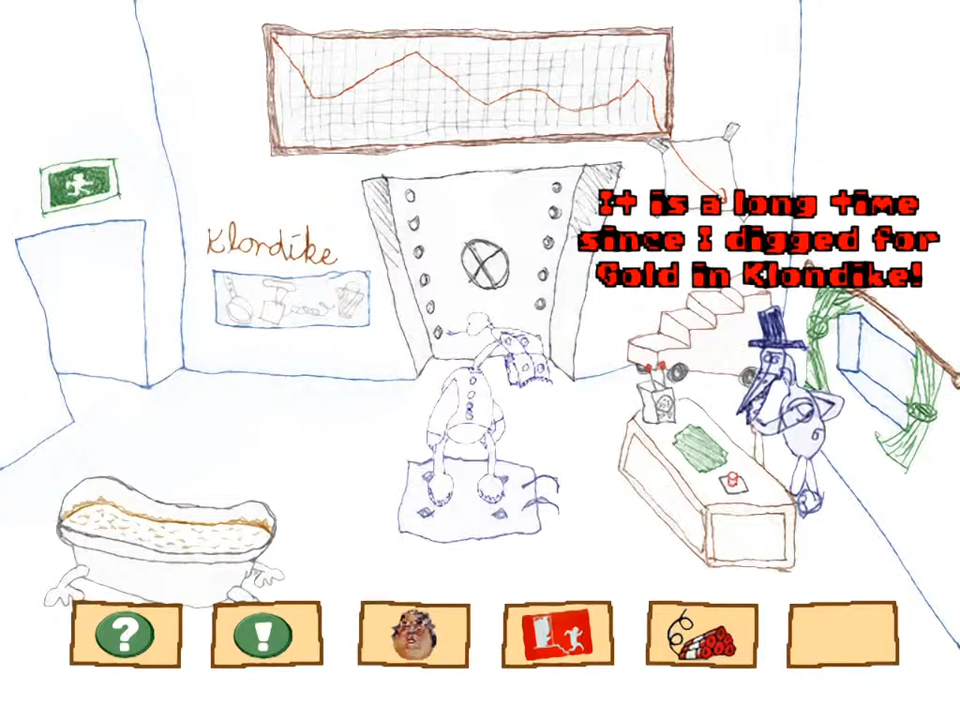 It is a long time
since I digged for
Gold in Klondike!
Klondike
?
!